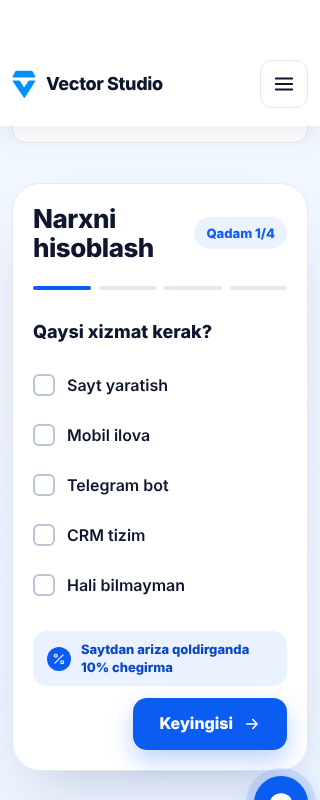 Vector Studio
Narxni
hisoblash
Qadam 1/4
Qaysi xizmat kerak?
Sayt yaratish
Mobil ilova
Telegram bot
CRM tizim
Hali bilmayman
Saytdan ariza qoldirganda
10% chegirma
Keyingisi →